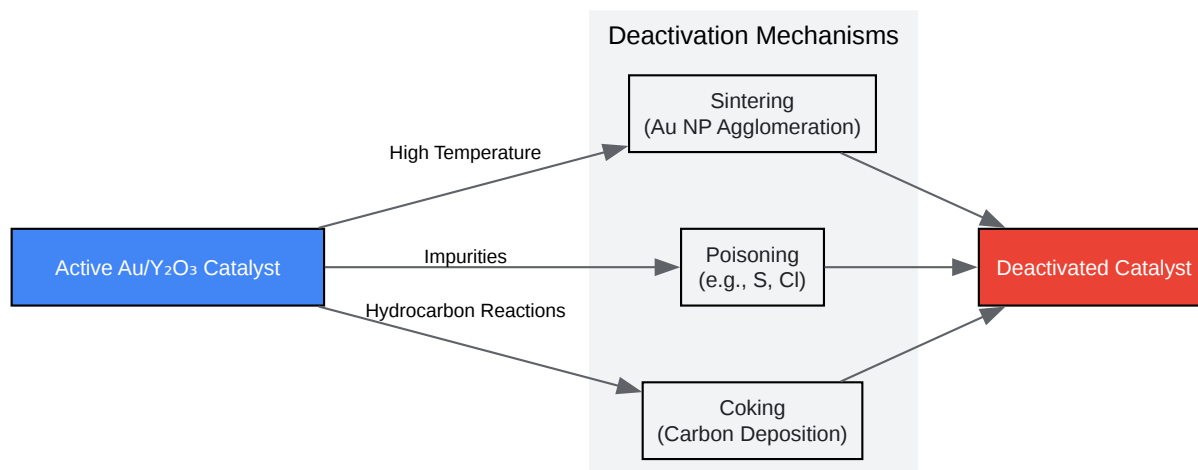 Deactivation Mechanisms
Sintering
(Au NP Agglomeration)
High Temperature
Active Au/Y₂O₃ Catalyst
Impurities
Poisoning
(e.g., S, Cl)
Deactivated Catalyst
Hydrocarbon Reactions
Coking
(Carbon Deposition)